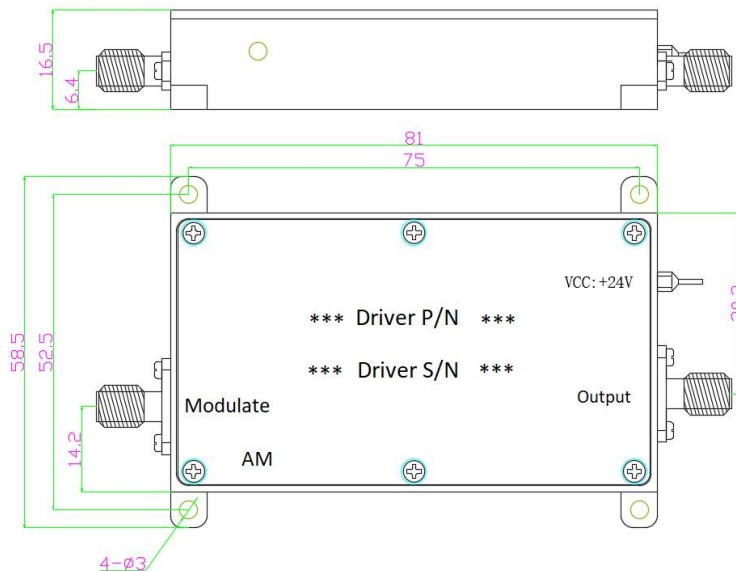 16.5
6.4
81
75
58.5
52.5
14.2
VCC:+24V
*** Driver P/N ***
*** Driver S/N ***
Modulate
Output
AM
4-ø3